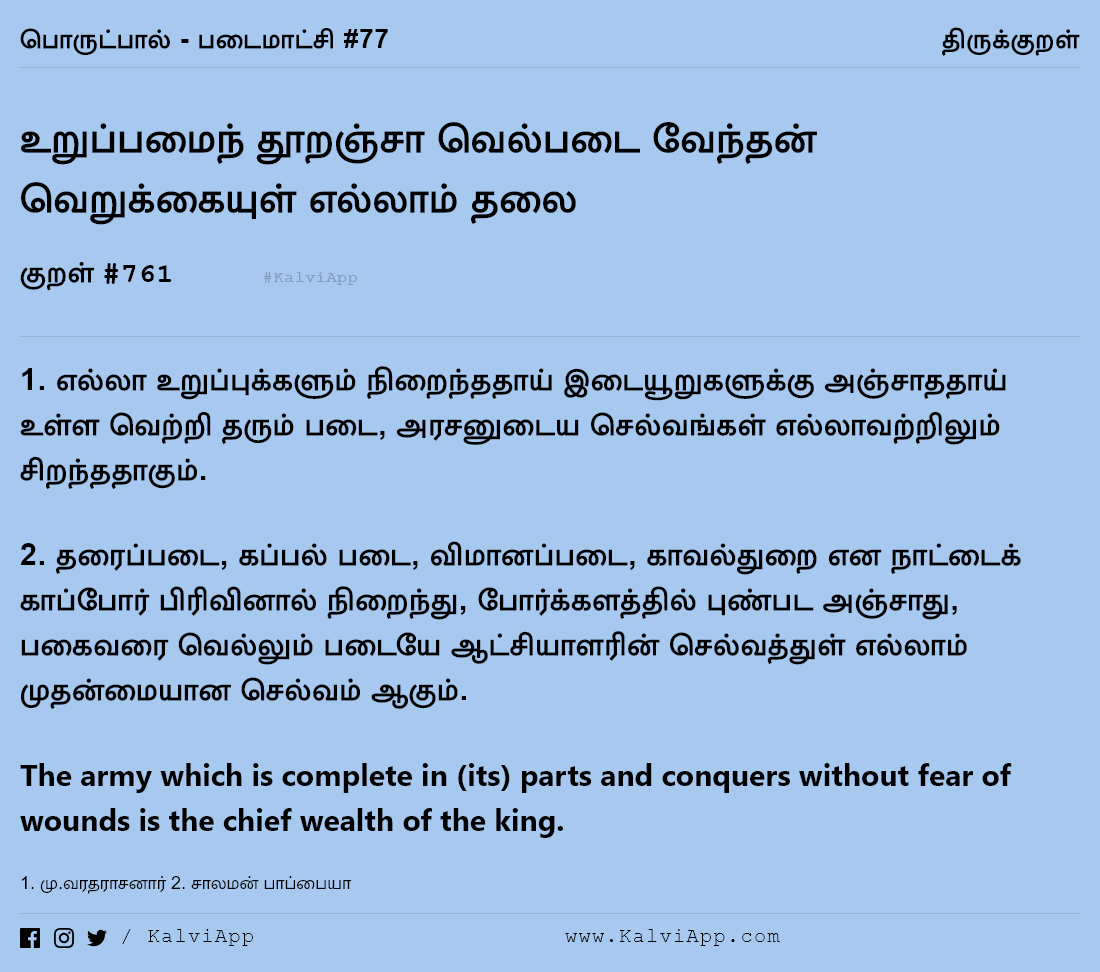 பொருட்பால் - படைமாட்சி #77 திருக்குறள்
உறுப்பமைந் தூறஞ்சா வெல்படை வேந்தன்
வெறுக்கையுள் எல்லாம் தலை
குறள் #761 #KalviApp
1. எல்லா உறுப்புக்களும் நிறைந்ததாய் இடையூறுகளுக்கு அஞ்சாததாய்
உள்ள வெற்றி தரும் படை, அரசனுடைய செல்வங்கள் எல்லாவற்றிலும்
சிறந்ததாகும்.
2. தரைப்படை, கப்பல் படை, விமானப்படை, காவல்துறை என நாட்டைக்
காப்போர் பிரிவினால் நிறைந்து, போர்க்களத்தில் புண்பட அஞ்சாது,
பகைவரை வெல்லும் படையே ஆட்சியாளரின் செல்வத்துள் எல்லாம்
முதன்மையான செல்வம் ஆகும்.
The army which is complete in (its) parts and conquers without fear of
wounds is the chief wealth of the king.
1. மு.வரதராசனார் 2. சாலமன் பாப்பையா
/ KalviApp www.KalviApp.com